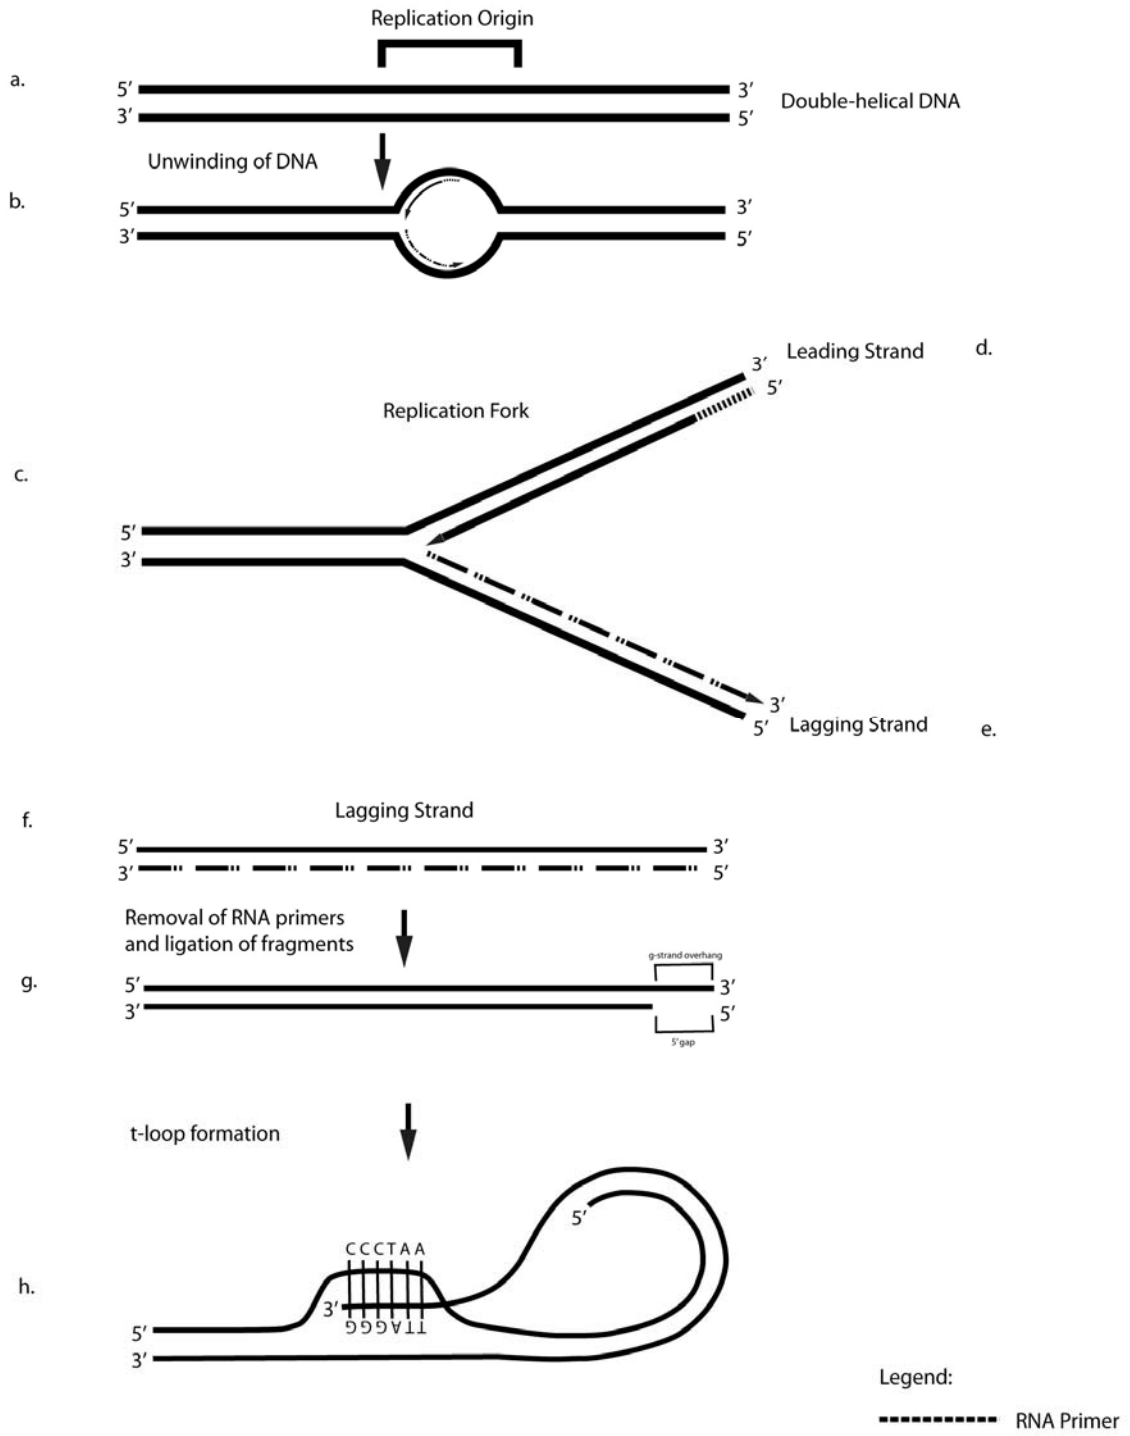 Replication Origin
a.
5′ 3′
Double-helical DNA
3′ 5′
Unwinding of DNA
b.
5′ 3′
3′ 5′
Leading Strand d.
3′
5′
Replication Fork
c.
5′
3′
3′
5′
Lagging Strand e.
Lagging Strand
f.
5′ 3′
3′ 5′
Removal of RNA primers
and ligation of fragments
g-strand overhang
g.
5′ 3′
3′ 5′
5′ gap
t-loop formation
5′
C C C T A A
h.
3′
G G G A T T
5′
3′
Legend:
RNA Primer